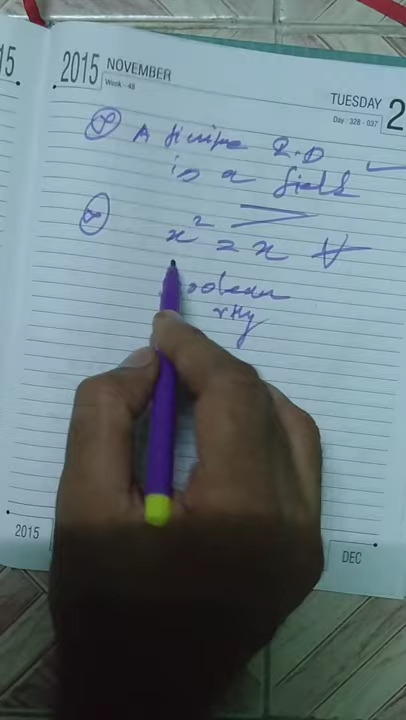 15
2015 NOVEMBER
Week - 48
TUESDAY 2
Day : 328 - 037
A finite I.D
is a field
x² = x ∀
Boolean
ring
2015
DEC